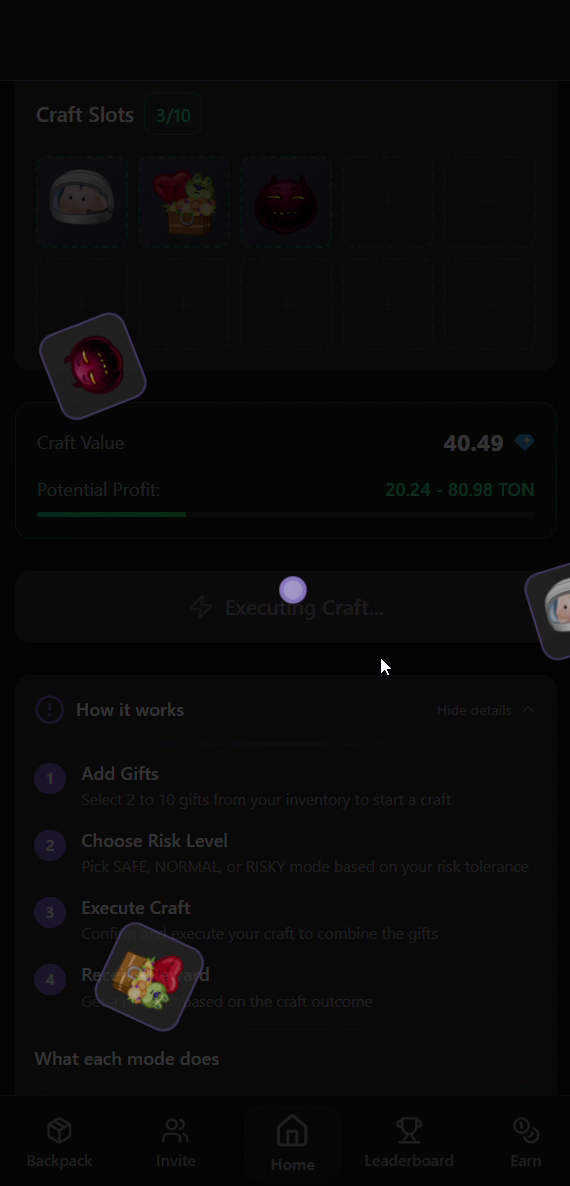 Craft Slots 3/10
Craft Value 40.49
Potential Profit: 20.24 - 80.98 TON
Executing Craft...
How it works Hide details
1 Add Gifts
Select 2 to 10 gifts from your inventory to start a craft
2 Choose Risk Level
Pick SAFE, NORMAL, or RISKY mode based on your risk tolerance
3 Execute Craft
Confirm and execute your craft to combine the gifts
4 Receive Reward
Get a based on the craft outcome
What each mode does
Backpack Invite Home Leaderboard Earn